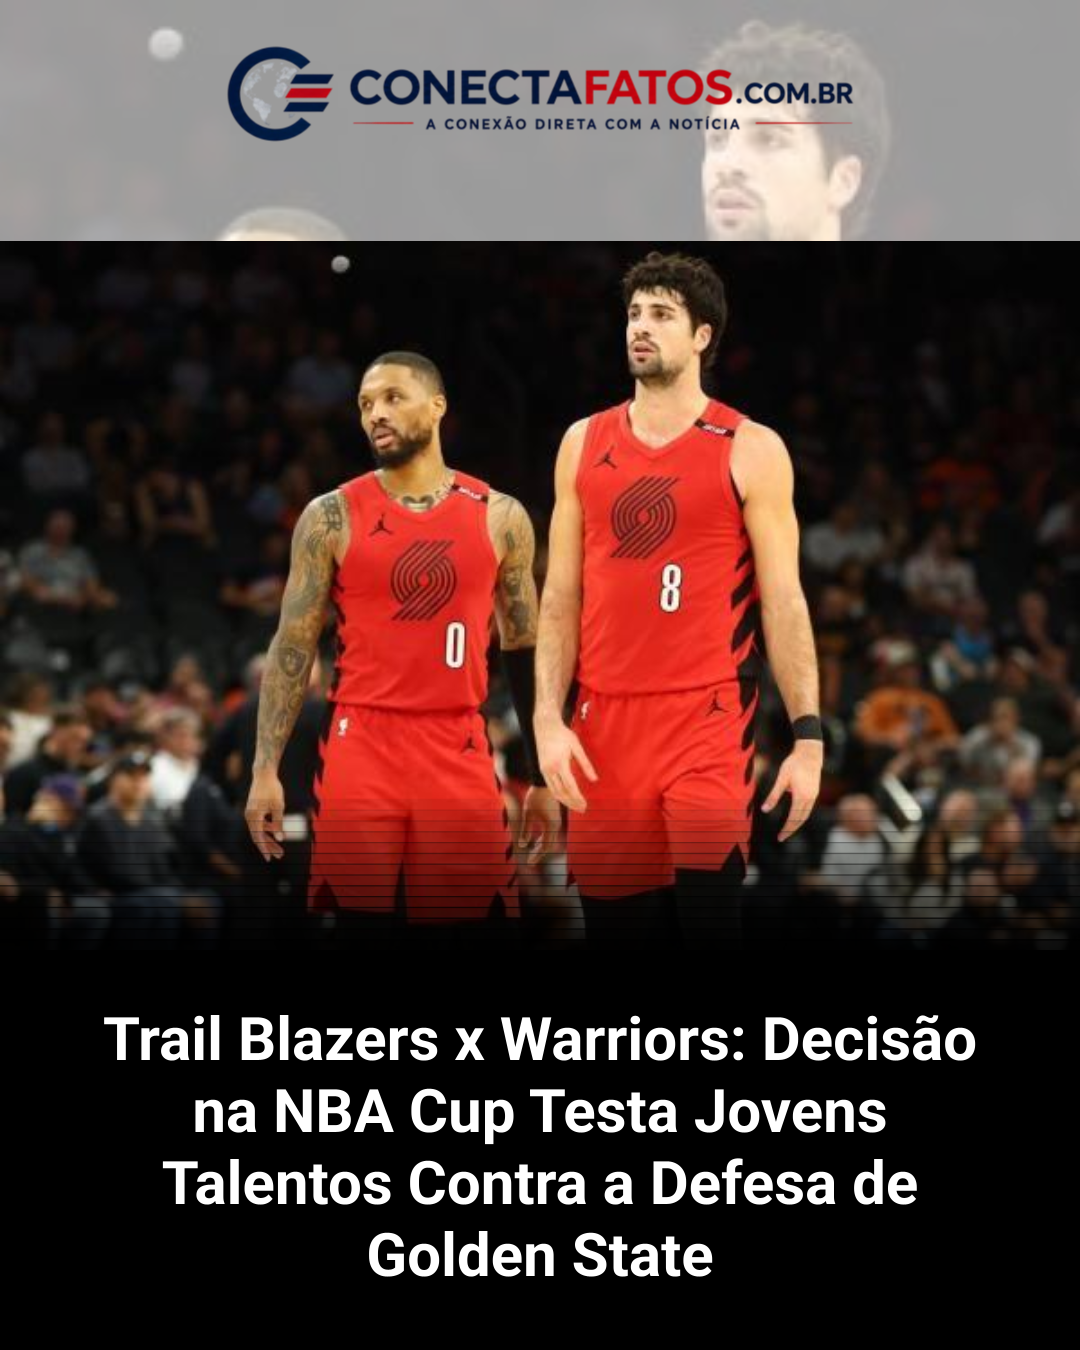 CONECTAFATOS.COM.BR
A CONEXÃO DIRETA COM A NOTÍCIA
0
8
Trail Blazers x Warriors: Decisão
na NBA Cup Testa Jovens
Talentos Contra a Defesa de
Golden State